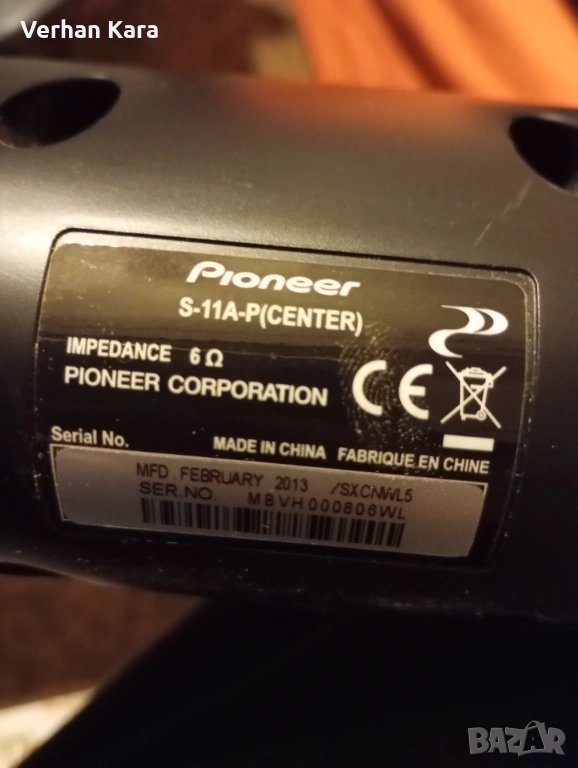 Verhan Kara
Pioneer
S-11A-P(CENTER)
IMPEDANCE 6 Ω
PIONEER CORPORATION
CE
Serial No.
MADE IN CHINA FABRIQUE EN CHINE
MFD.FEBRUARY 2013 /SXCNWL5
SER.NO. MBVH000806WL
BAZAR